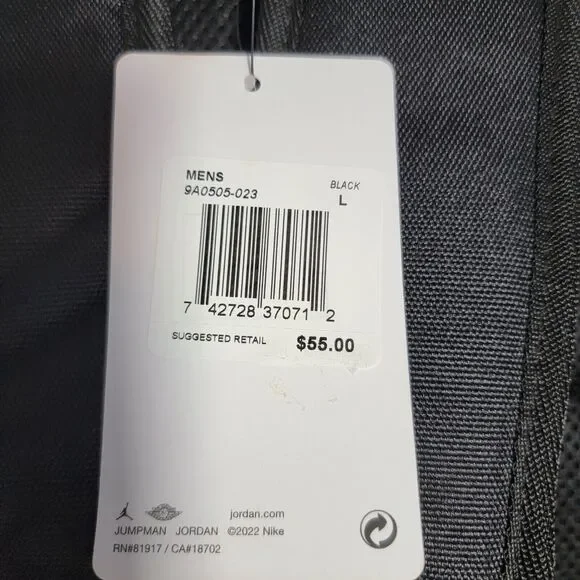 MENS
9A0505-023
BLACK
L
7 42728 37071 2
SUGGESTED RETAIL $55.00
jordan.com
JUMPMAN JORDAN ©2022 Nike
RN#81917 / CA#18702